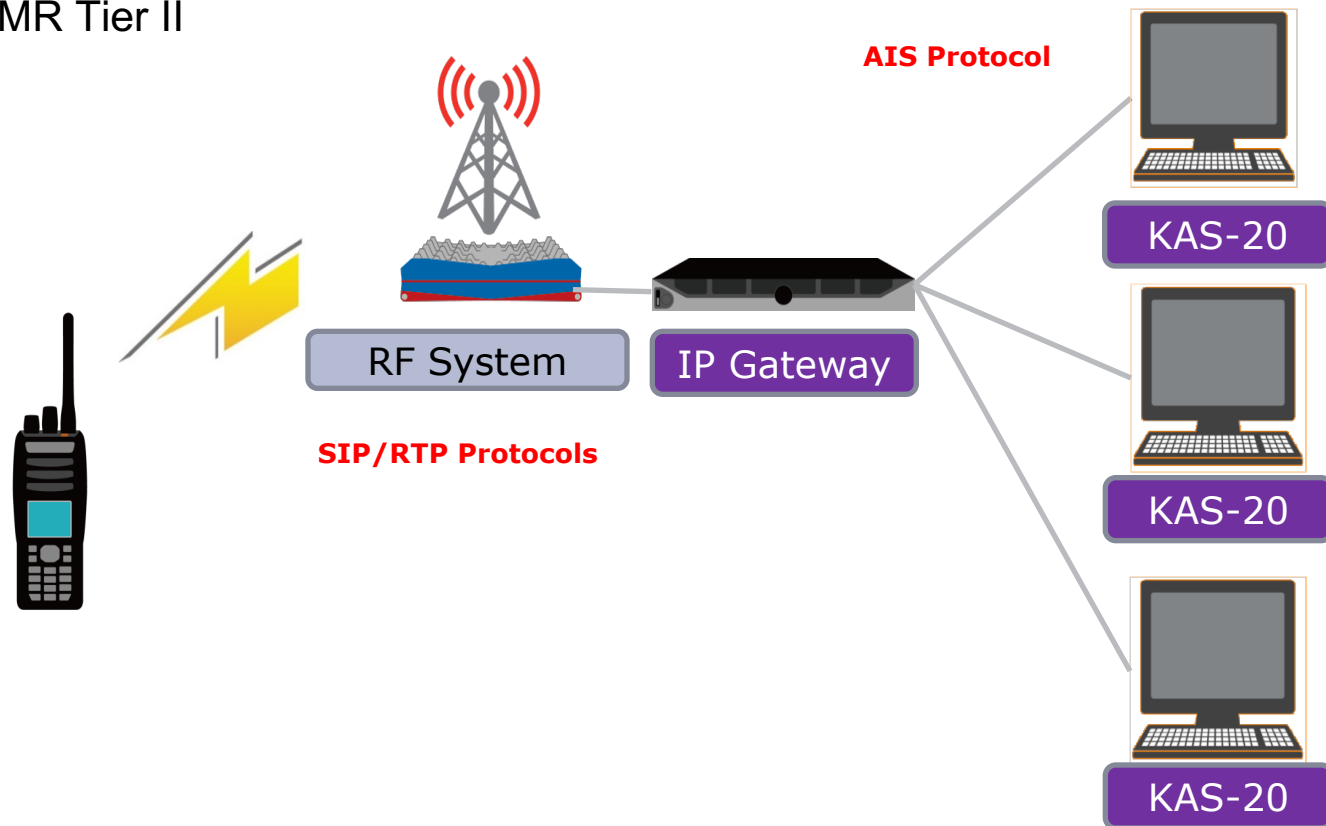 MR Tier II
AIS Protocol
KAS-20
RF System
IP Gateway
SIP/RTP Protocols
KAS-20
KAS-20